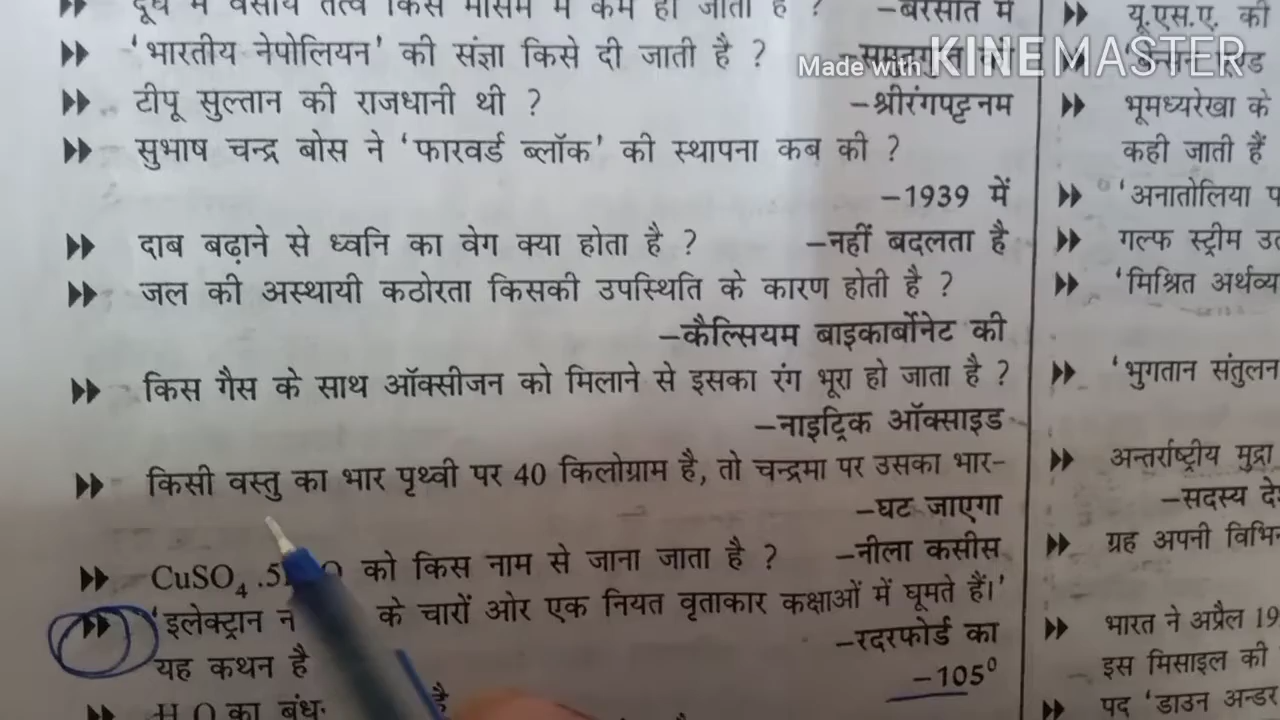 दूध में वसीय तत्व किस मौसम में कम हो जाता है ? –बरसात में
'भारतीय नेपोलियन' की संज्ञा किसे दी जाती है ?
Made with KINEMASTER
टीपू सुल्तान की राजधानी थी ? –श्रीरंगपट्टनम
सुभाष चन्द्र बोस ने 'फारवर्ड ब्लॉक' की स्थापना कब की ?
–1939 में
दाब बढ़ाने से ध्वनि का वेग क्या होता है ? –नहीं बदलता है
जल की अस्थायी कठोरता किसकी उपस्थिति के कारण होती है ?
–कैल्सियम बाइकार्बोनेट की
किस गैस के साथ ऑक्सीजन को मिलाने से इसका रंग भूरा हो जाता है ?
–नाइट्रिक ऑक्साइड
किसी वस्तु का भार पृथ्वी पर 40 किलोग्राम है, तो चन्द्रमा पर उसका भार–
–घट जाएगा
CuSO₄ .5 को किस नाम से जाना जाता है ? –नीला कसीस
'इलेक्ट्रान के चारों ओर एक नियत वृताकार कक्षाओं में घूमते हैं।'
यह कथन है –रदरफोर्ड का
–105⁰
का बंध
यू.एस.ए. की
भूमध्यरेखा के
कही जाती हैं
'अनातोलिया
गल्फ स्ट्रीम
'मिश्रित
'भुगतान संतुलन
अन्तर्राष्ट्रीय मुद्रा
–सदस्य
ग्रह अपनी
भारत ने अप्रैल 19
इस मिसाइल की
पद 'डाउन अन्डर